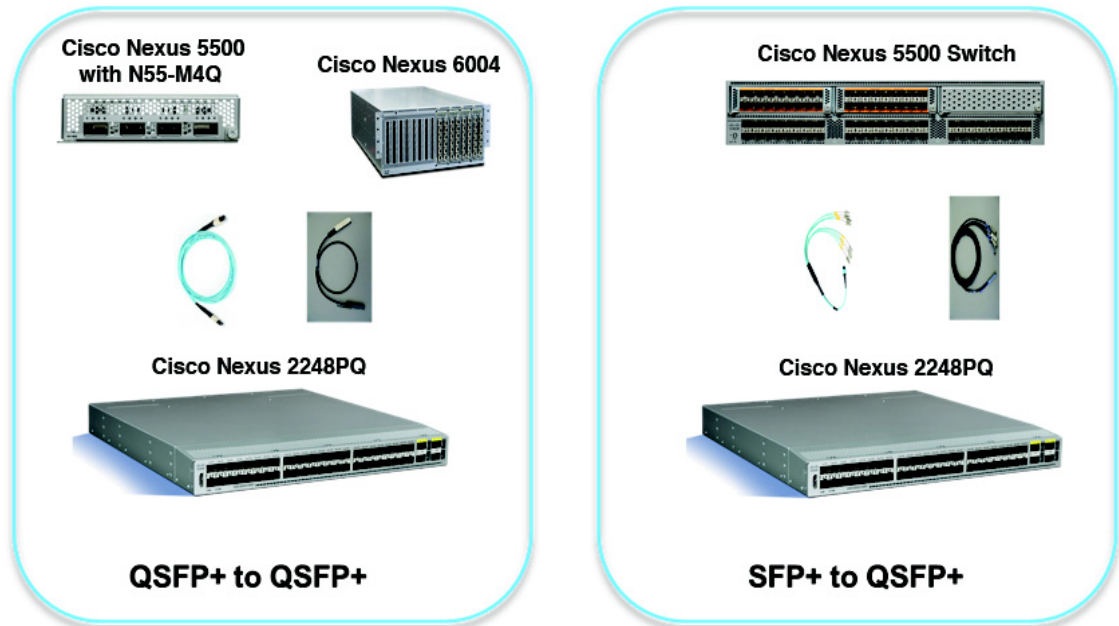 Cisco Nexus 5500
with N55-M4Q
Cisco Nexus 6004
Cisco Nexus 2248PQ
QSFP+ to QSFP+
Cisco Nexus 5500 Switch
Cisco Nexus 2248PQ
SFP+ to QSFP+